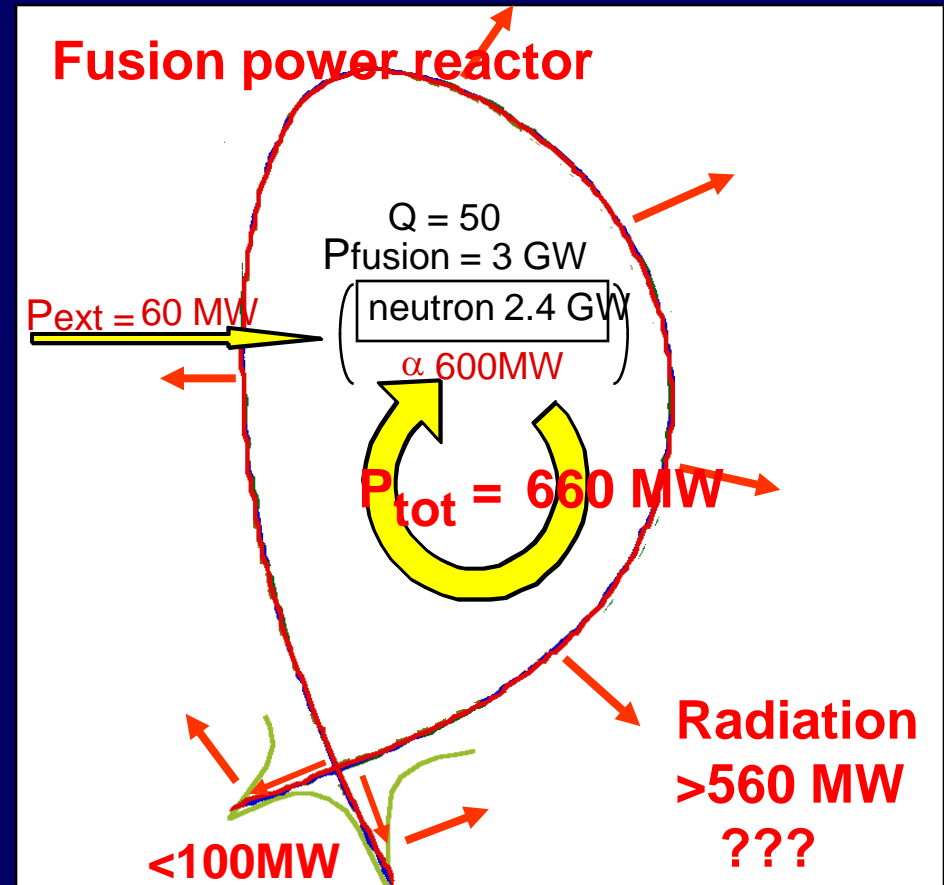 Fusion power reactor
Q = 50
Pfusion = 3 GW
neutron 2.4 GW
Pext = 60 MW
α 600MW
Ptot = 660 MW
Radiation
>560 MW
???
<100MW